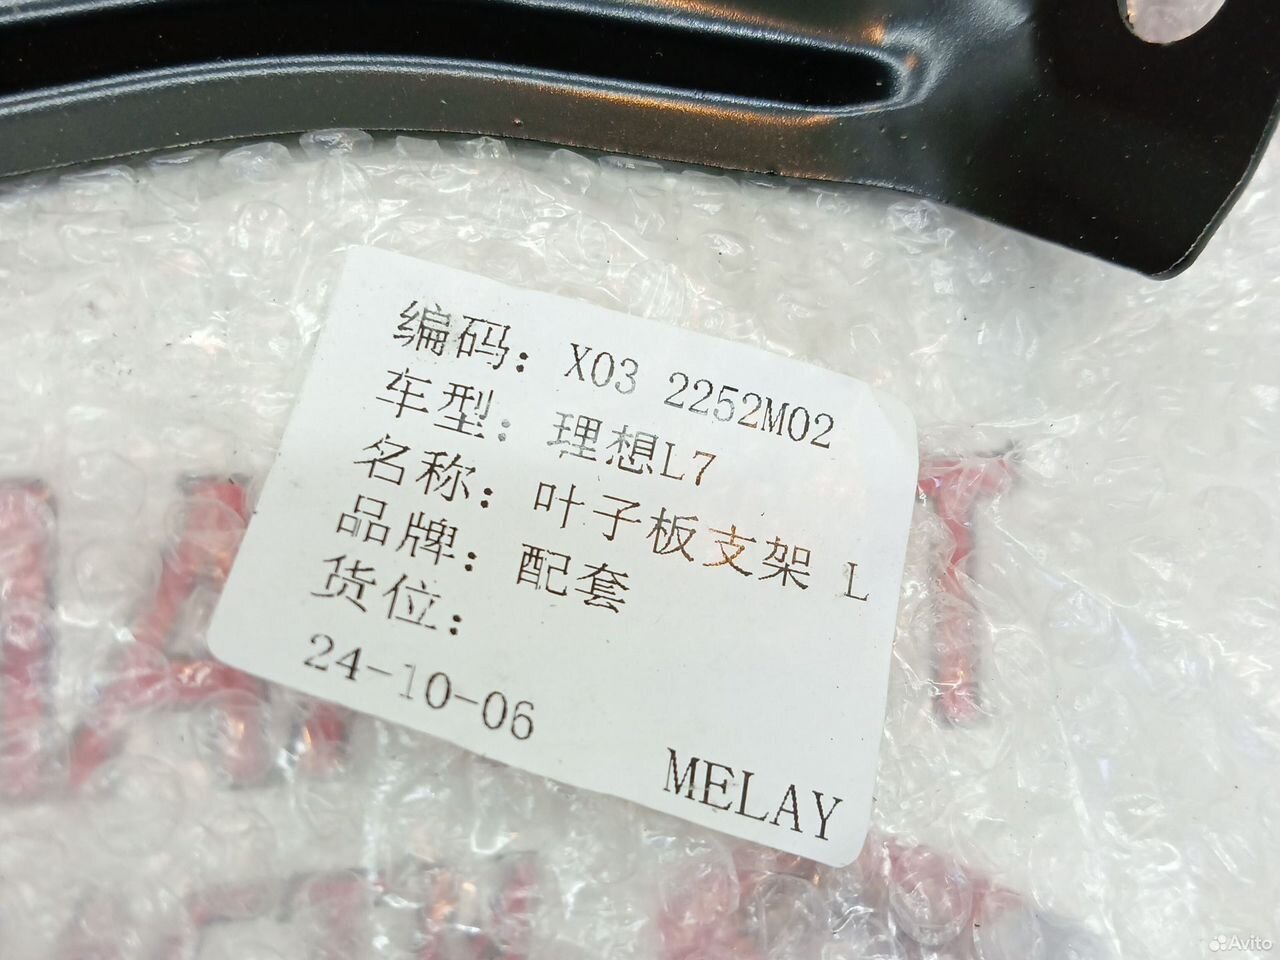 编码: X03 2252M02
车型: 理想L7
名称: 叶子板支架 L
品牌: 配套
货位:
24-10-06
MELAY
Avito